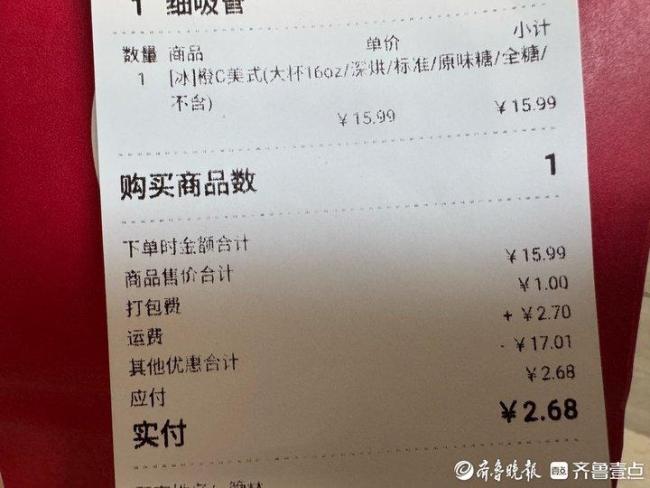 1 细吸管
小计
数量 商品 单价
1 [冰]橙C美式(大杯16oz/深烘/标准/原味糖/全糖/
不含)
￥15.99 ￥15.99
购买商品数 1
下单时金额合计
商品售价合计 ￥15.99
打包费 ￥1.00
运费 + ￥2.70
其他优惠合计 - ￥17.01
应付 ￥2.68
实付 ￥2.68
齐鲁晚报 齐鲁壹点